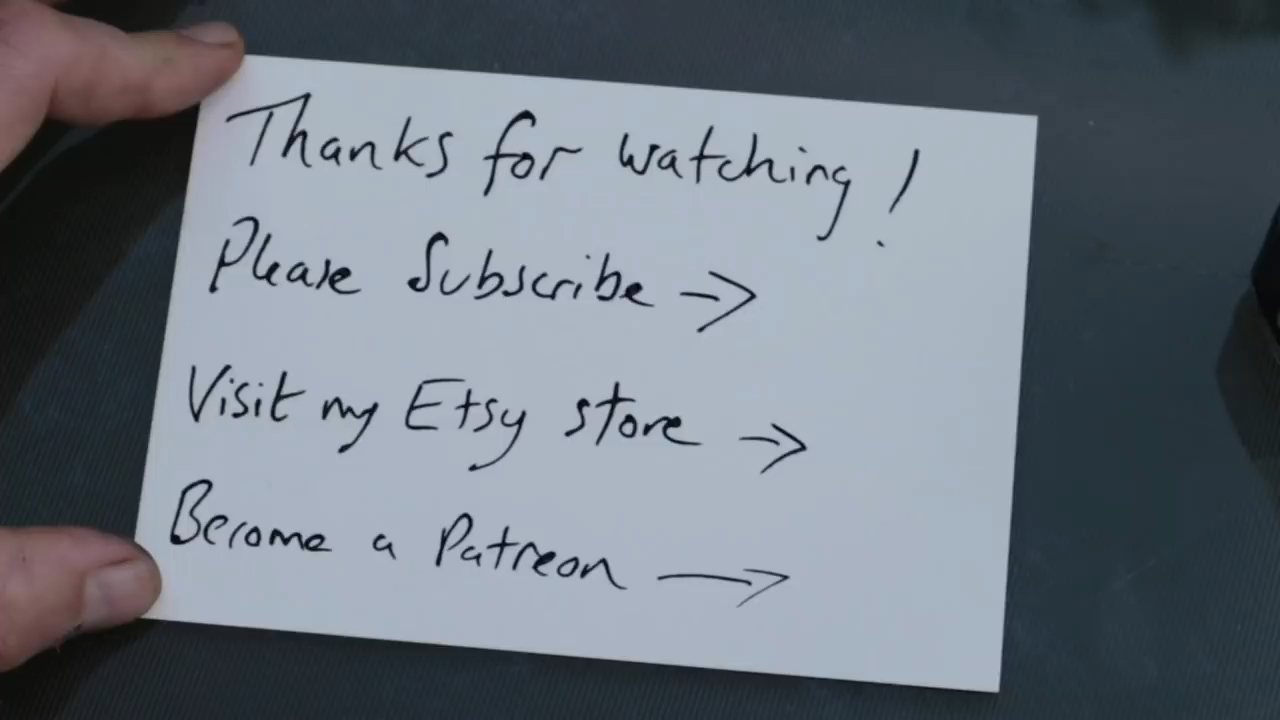 Thanks for watching!
Please Subscribe →
Visit my Etsy store →
Become a Patreon →